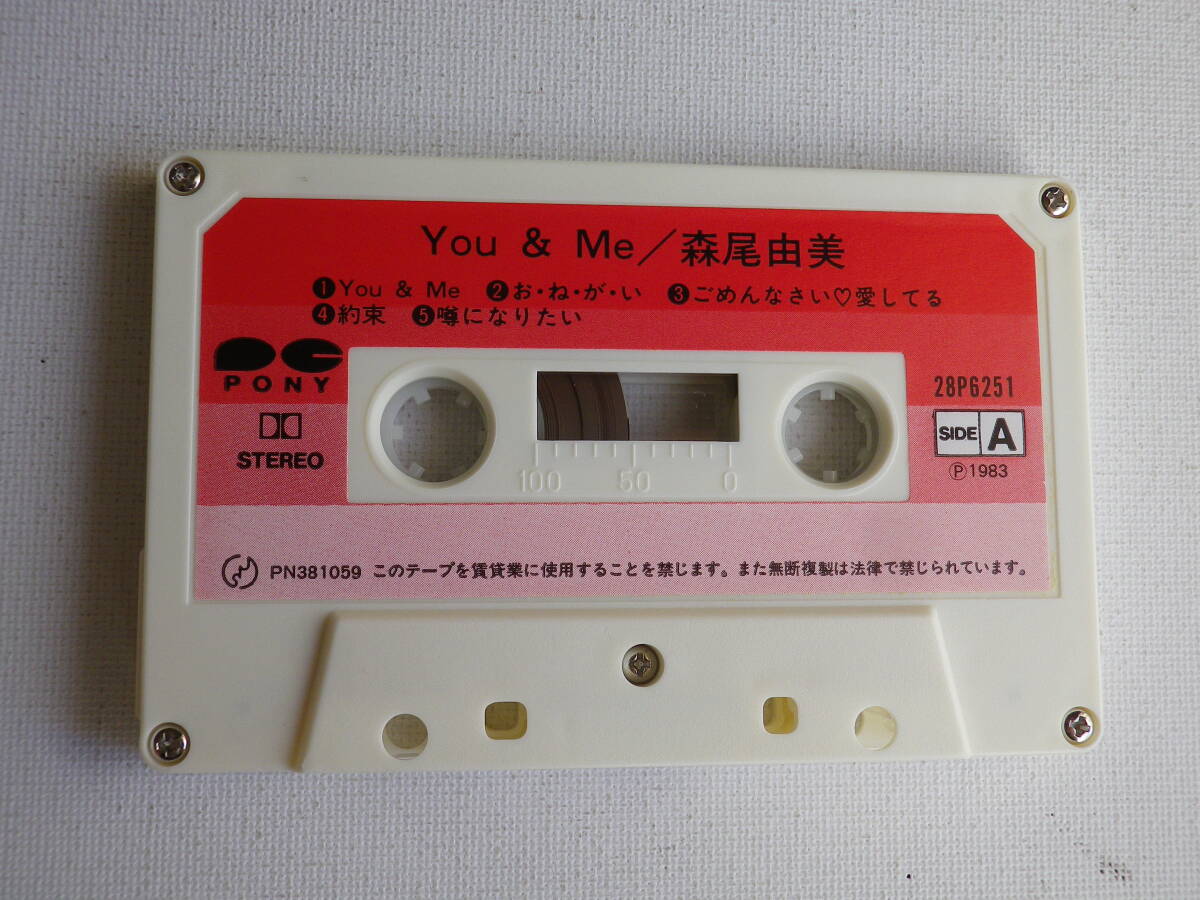 You & Me／森尾由美
❶You & Me ❷お・ね・が・い ❸ごめんなさい♡愛してる
❹約束 ❺噂になりたい
PONY
28P6251
STEREO
SIDE A
Ⓟ1983
100 50 0
PN381059 このテープを賃貸業に使用することを禁じます。また無断複製は法律で禁じられています。